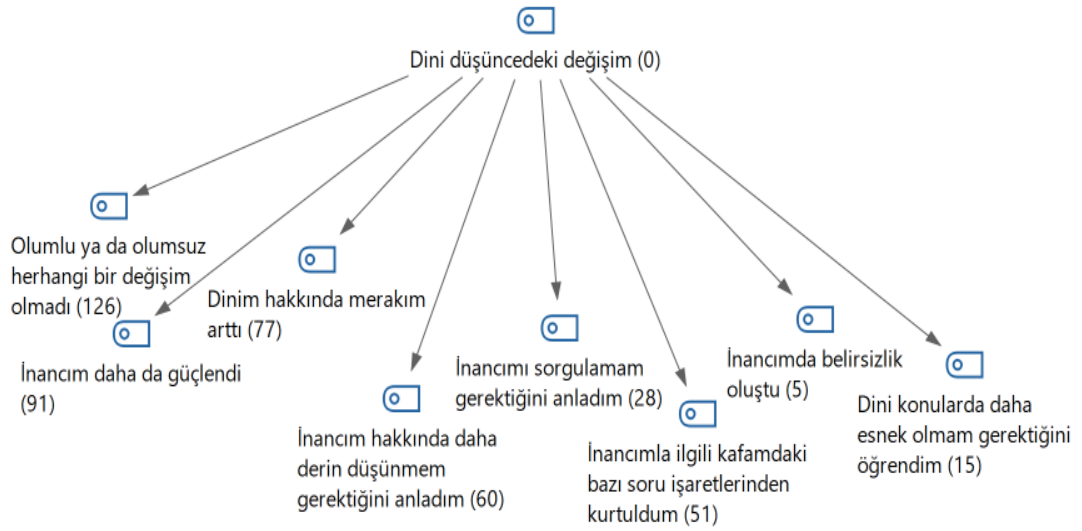 Dini düşüncedeki değişim (0)
Olumlu ya da olumsuz
herhangi bir değişim
olmadı (126)
İnancım daha da güçlendi
(91)
Dinim hakkında merakım
arttı (77)
İnancım hakkında daha
derin düşünmem
gerektiğini anladım (60)
İnancımı sorgulamam
gerektiğini anladım (28)
İnancımla ilgili kafamdaki
bazı soru işaretlerinden
kurtuldum (51)
İnancımda belirsizlik
oluştu (5)
Dini konularda daha
esnek olmam gerektiğini
öğrendim (15)